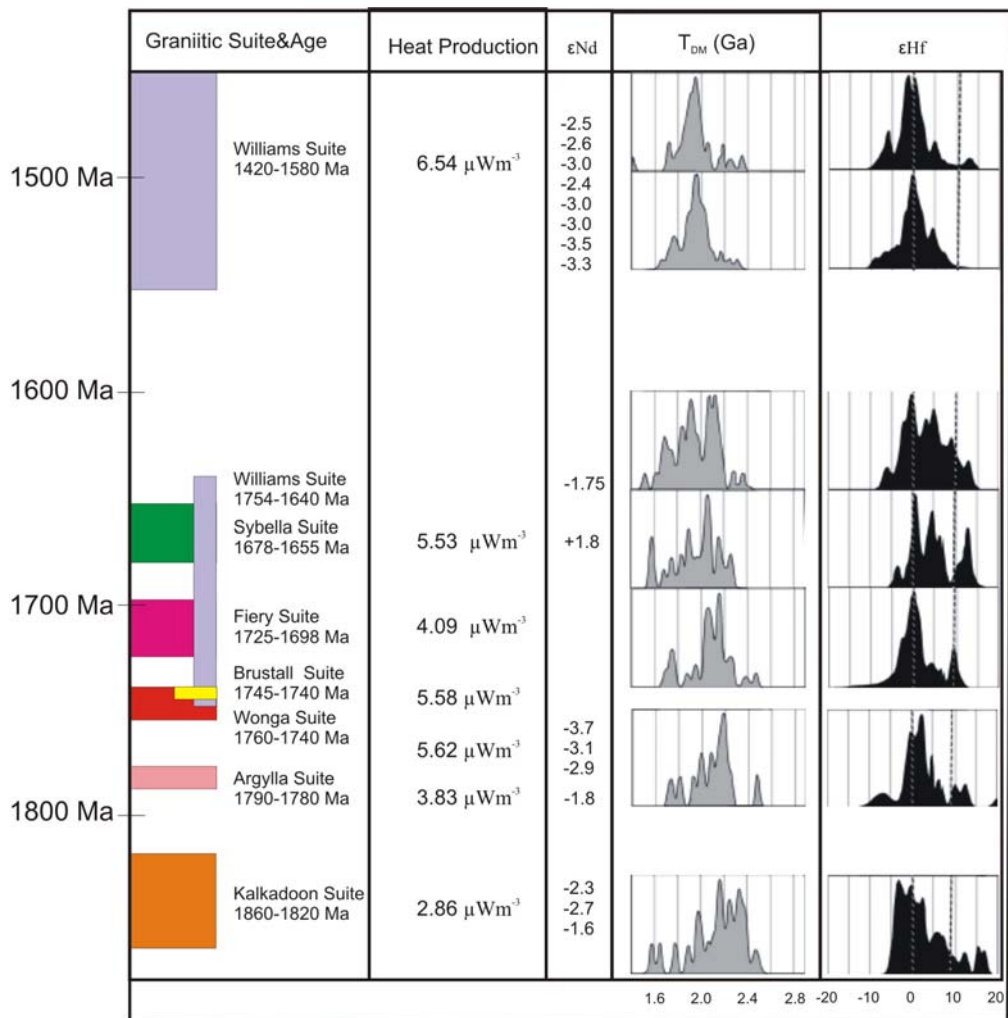 Graniitic Suite&Age
Heat Production
εNd
T_DM (Ga)
εHf
1500 Ma
1600 Ma
1700 Ma
1800 Ma
Williams Suite
1420-1580 Ma
Williams Suite
1754-1640 Ma
Sybella Suite
1678-1655 Ma
Fiery Suite
1725-1698 Ma
Brustall Suite
1745-1740 Ma
Wonga Suite
1760-1740 Ma
Argylla Suite
1790-1780 Ma
Kalkadoon Suite
1860-1820 Ma
6.54 µWm⁻³
5.53 µWm⁻³
4.09 µWm⁻³
5.58 µWm⁻³
5.62 µWm⁻³
3.83 µWm⁻³
2.86 µWm⁻³
-2.5
-2.6
-3.0
-2.4
-3.0
-3.0
-3.5
-3.3
-1.75
+1.8
-3.7
-3.1
-2.9
-1.8
-2.3
-2.7
-1.6
1.6 2.0 2.4 2.8
-20 -10 0 10 20